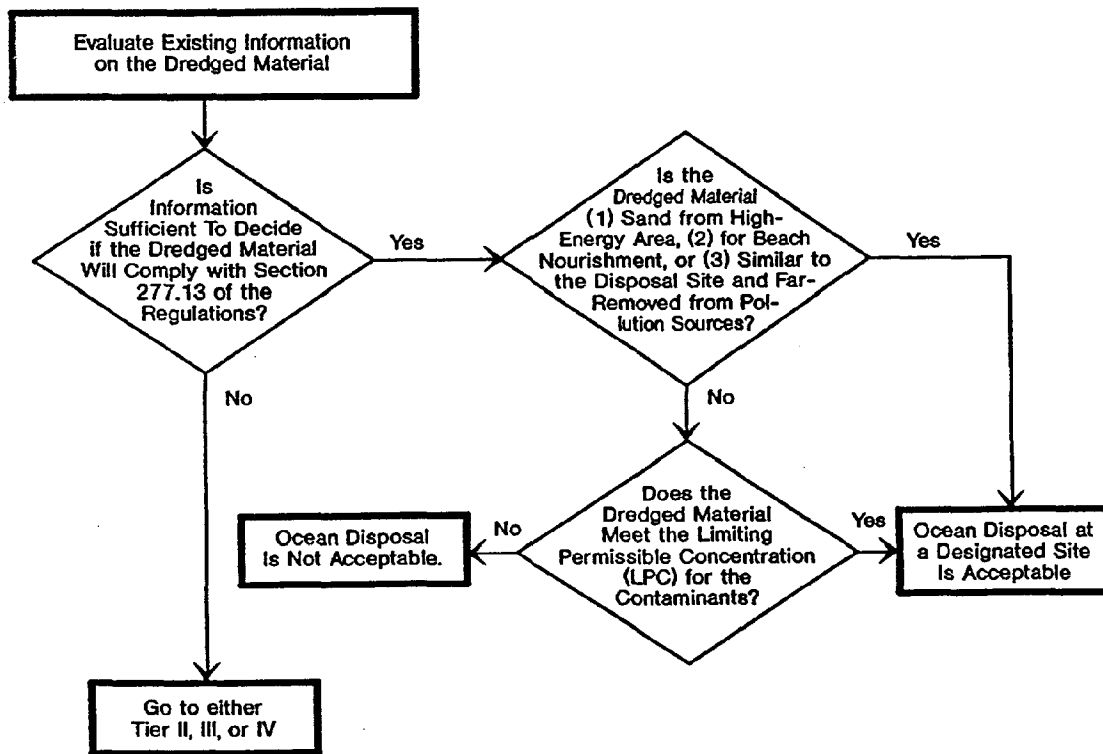 Evaluate Existing Information
on the Dredged Material
Is
Information
Sufficient To Decide
if the Dredged Material
Will Comply with Section
277.13 of the
Regulations?
Yes
No
Is the
Dredged Material
(1) Sand from High-
Energy Area, (2) for Beach
Nourishment, or (3) Similar to
the Disposal Site and Far-
Removed from Pol-
lution Sources?
Yes
No
Does the
Dredged Material
Meet the Limiting
Permissible Concentration
(LPC) for the
Contaminants?
No
Yes
Ocean Disposal
Is Not Acceptable.
Ocean Disposal at
a Designated Site
Is Acceptable
Go to either
Tier II, III, or IV